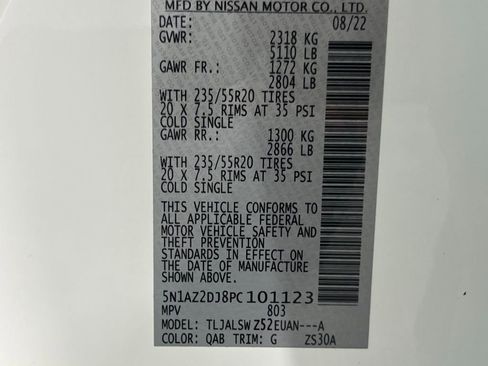 MFD BY NISSAN MOTOR CO., LTD.
DATE: 08/22
GVWR: 2318 KG
5110 LB
GAWR FR.: 1272 KG
2804 LB
WITH 235/55R20 TIRES
20 X 7.5 RIMS AT 35 PSI
COLD SINGLE
GAWR RR.: 1300 KG
2866 LB
WITH 235/55R20 TIRES
20 X 7.5 RIMS AT 35 PSI
COLD SINGLE
THIS VEHICLE CONFORMS TO
ALL APPLICABLE FEDERAL
MOTOR VEHICLE SAFETY AND
THEFT PREVENTION
STANDARDS IN EFFECT ON THE
DATE OF MANUFACTURE
SHOWN ABOVE.
5N1AZ2DJ8PC101123
MPV 803
MODEL: TLJALSWZ52EUAN---A
COLOR: QAB TRIM: G ZS30A